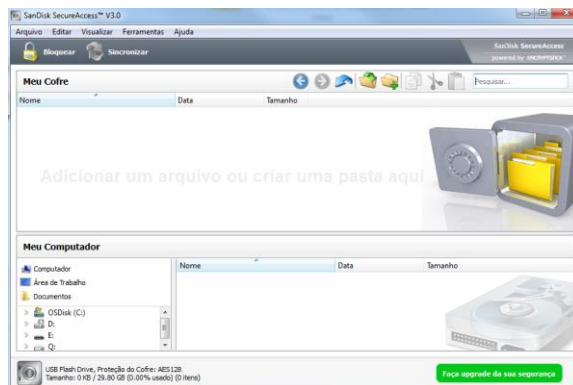 SanDisk SecureAccess™ V3.0
Arquivo Editar Visualizar Ferramentas Ajuda
Bloquear Sincronizar
SanDisk SecureAccess
powered by ENCRYPTSTICK™
Meu Cofre
Pesquisar...
Nome Data Tamanho
Adicionar um arquivo ou criar uma pasta aqui
Meu Computador
Computador
Área de Trabalho
Documentos
OSDisk (C:)
D:
E:
Q:
Nome Data Tamanho
USB Flash Drive, Proteção do Cofre: AES128
Tamanho: 0 KB / 29.80 GB (0.00% usado) (0 itens)
Faça upgrade da sua segurança